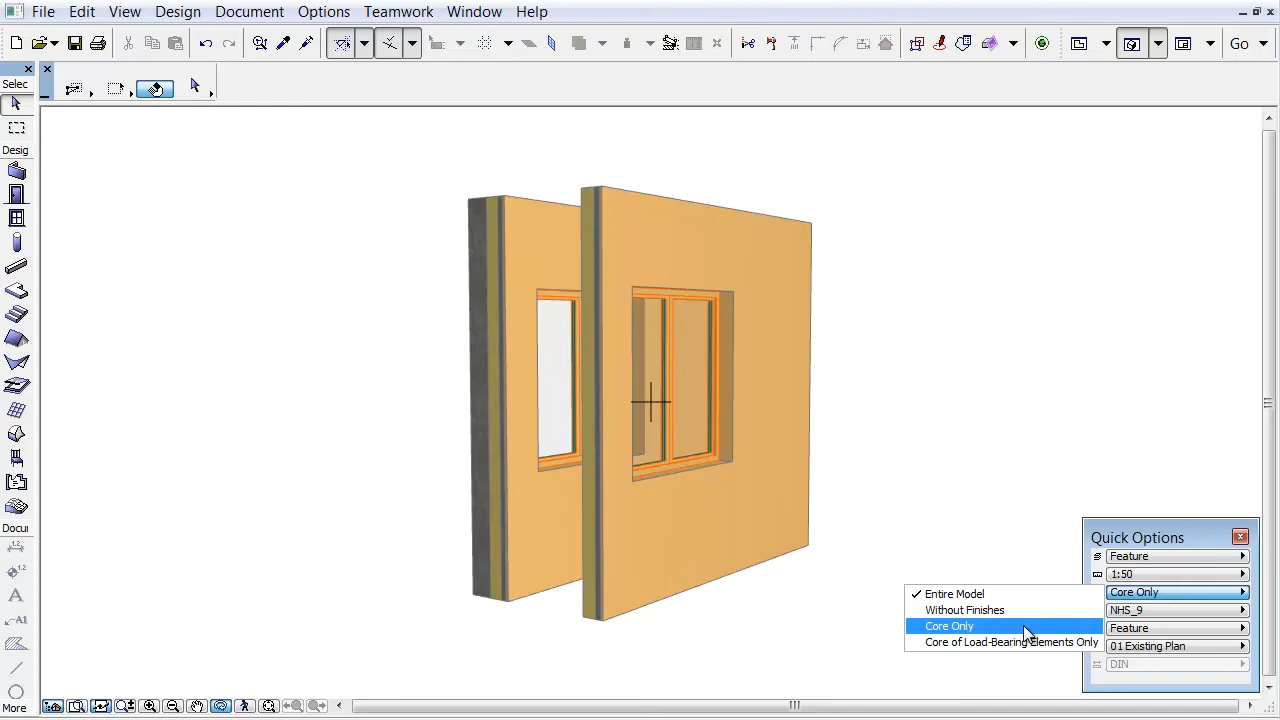 File Edit View Design Document Options Teamwork Window Help
Go
Selec
Desig
Docur
More
Quick Options
Feature
1:50
Core Only
NHS_9
Feature
01 Existing Plan
DIN
Entire Model
Without Finishes
Core Only
Core of Load-Bearing Elements Only